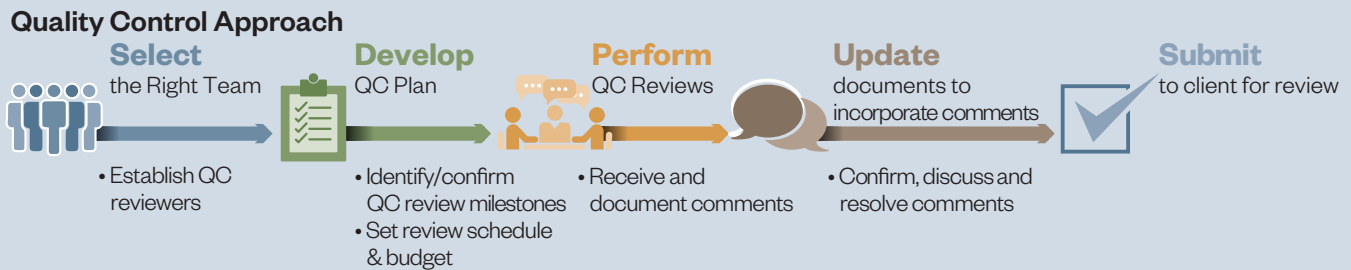 Quality Control Approach
Select
the Right Team
• Establish QC
reviewers
Develop
QC Plan
• Identify/confirm
QC review milestones
• Set review schedule
& budget
Perform
QC Reviews
• Receive and
document comments
Update
documents to
incorporate comments
• Confirm, discuss and
resolve comments
Submit
to client for review